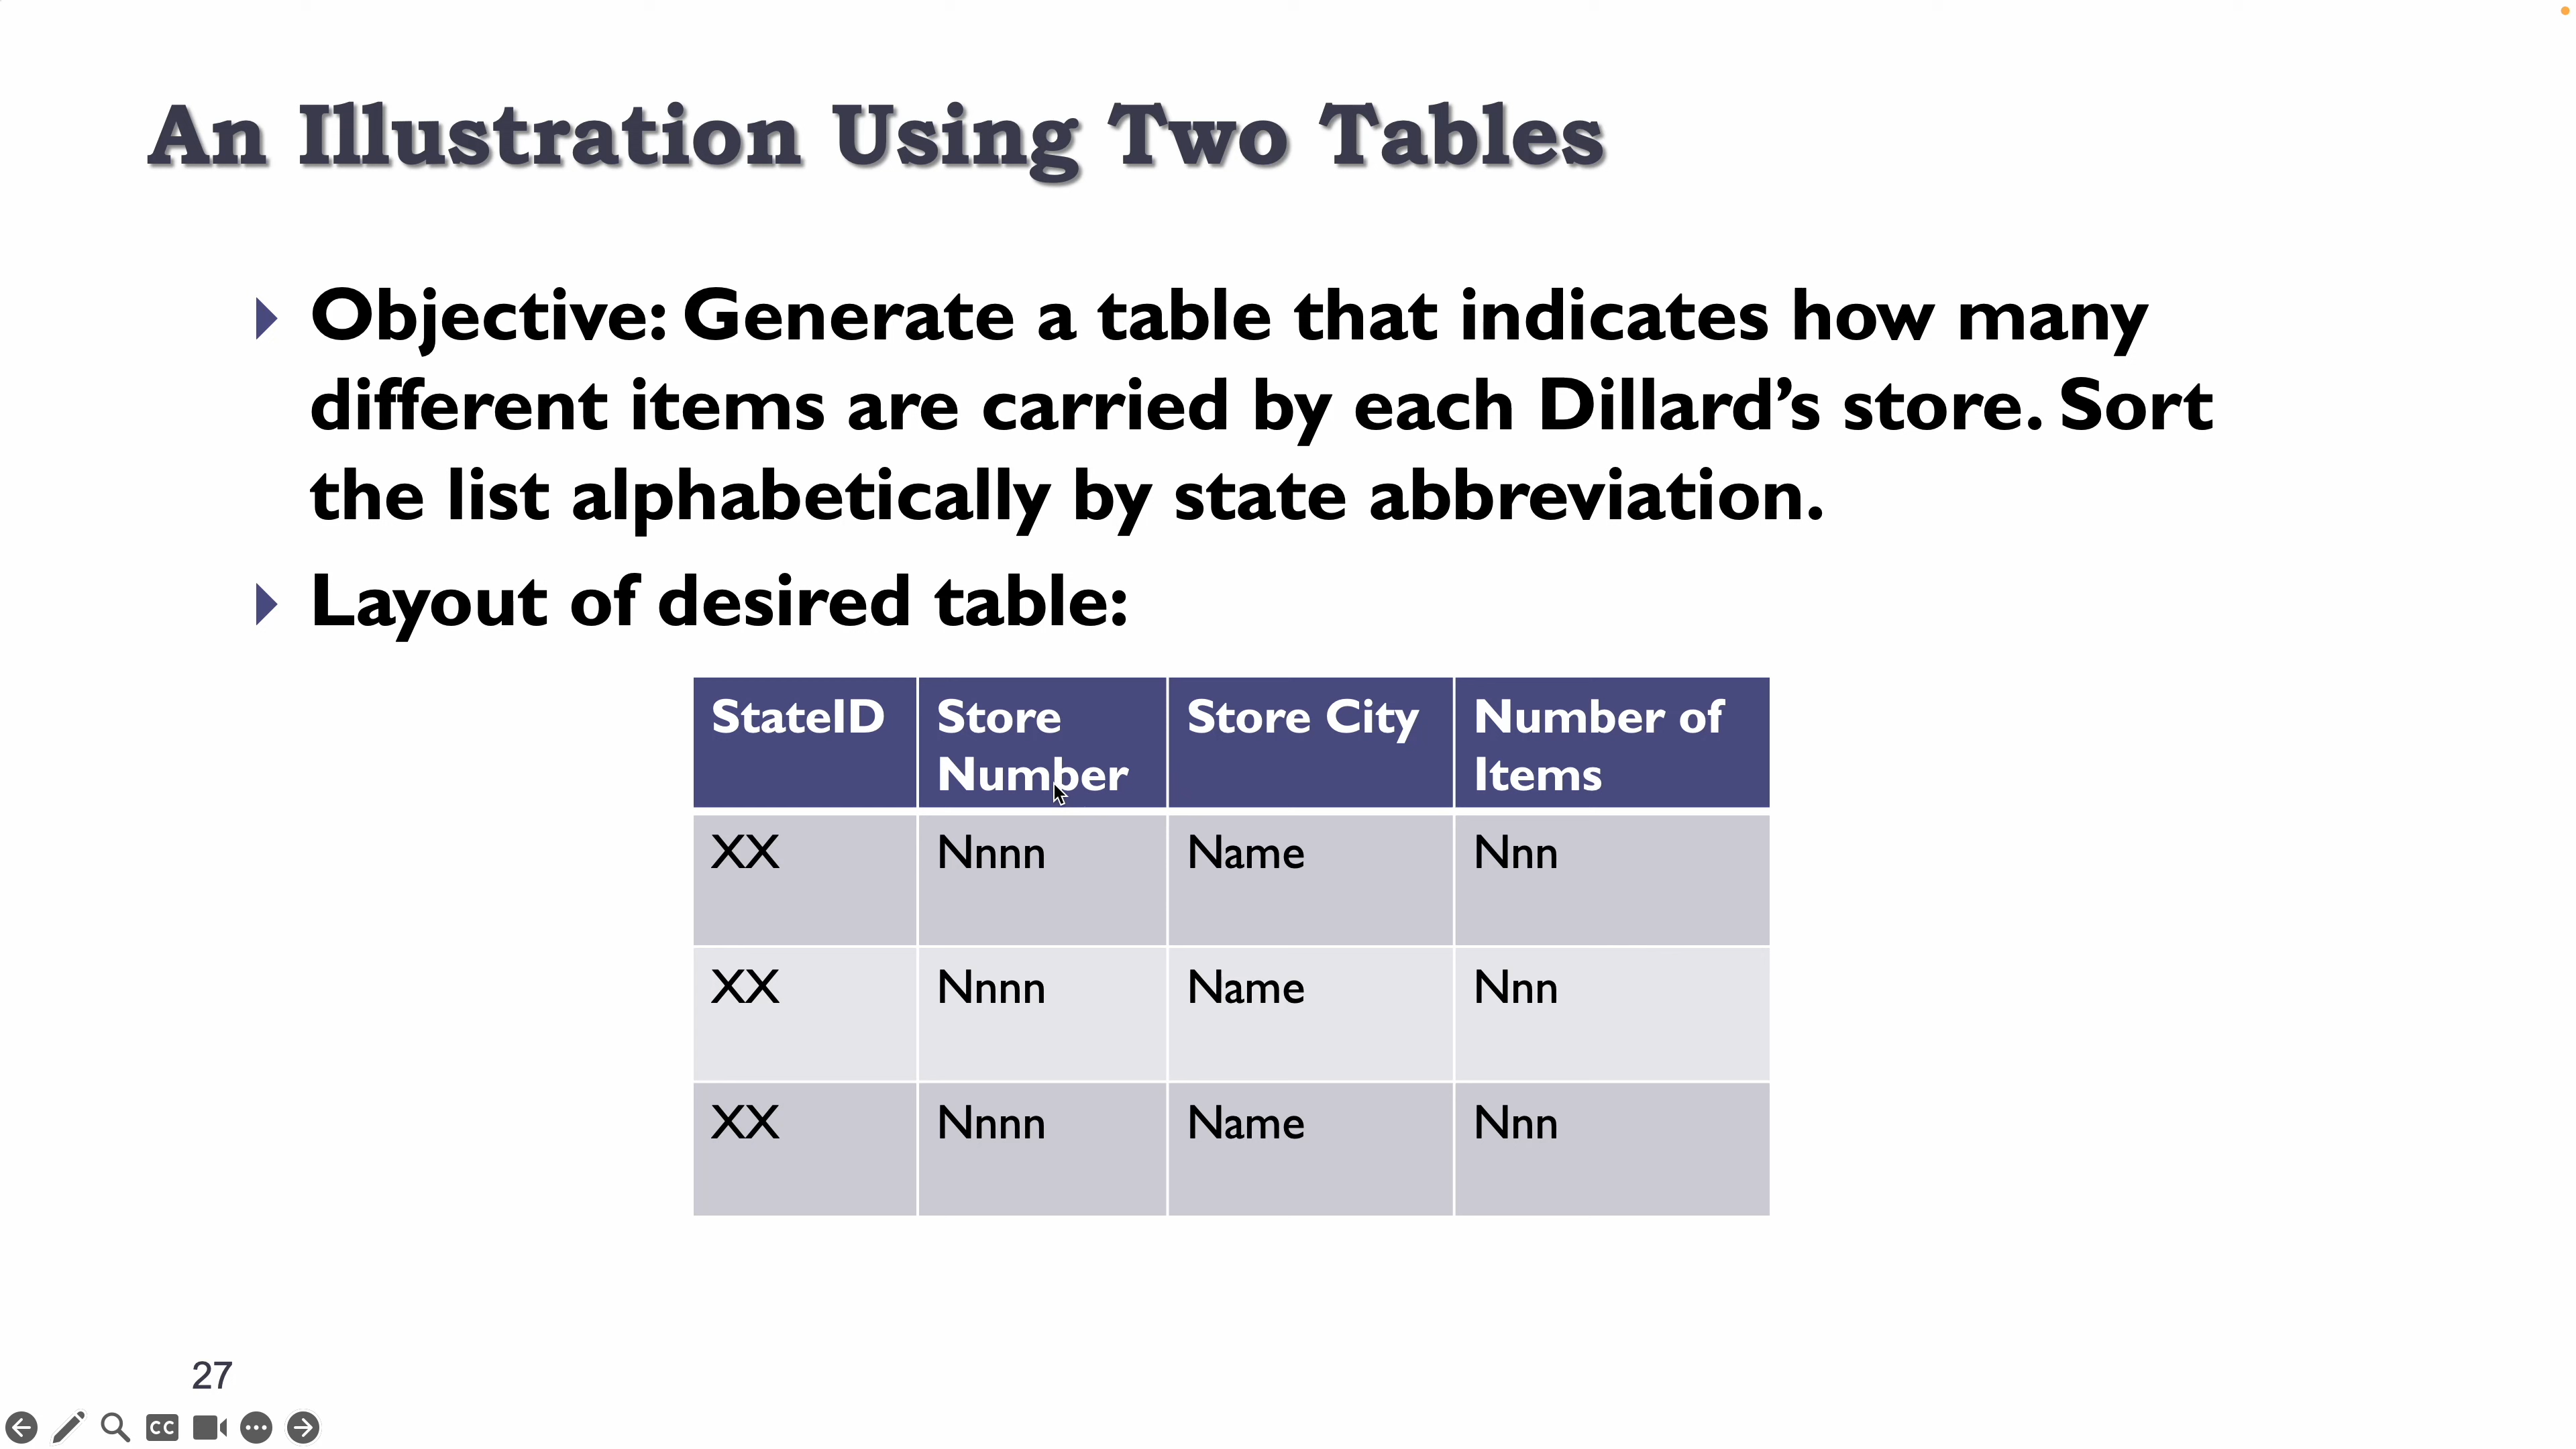 An Illustration Using Two Tables
Objective: Generate a table that indicates how many
different items are carried by each Dillard’s store. Sort
the list alphabetically by state abbreviation.
Layout of desired table:
StateID Store Number Store City Number of Items
XX Nnnn Name Nnn
XX Nnnn Name Nnn
XX Nnnn Name Nnn
27
CC